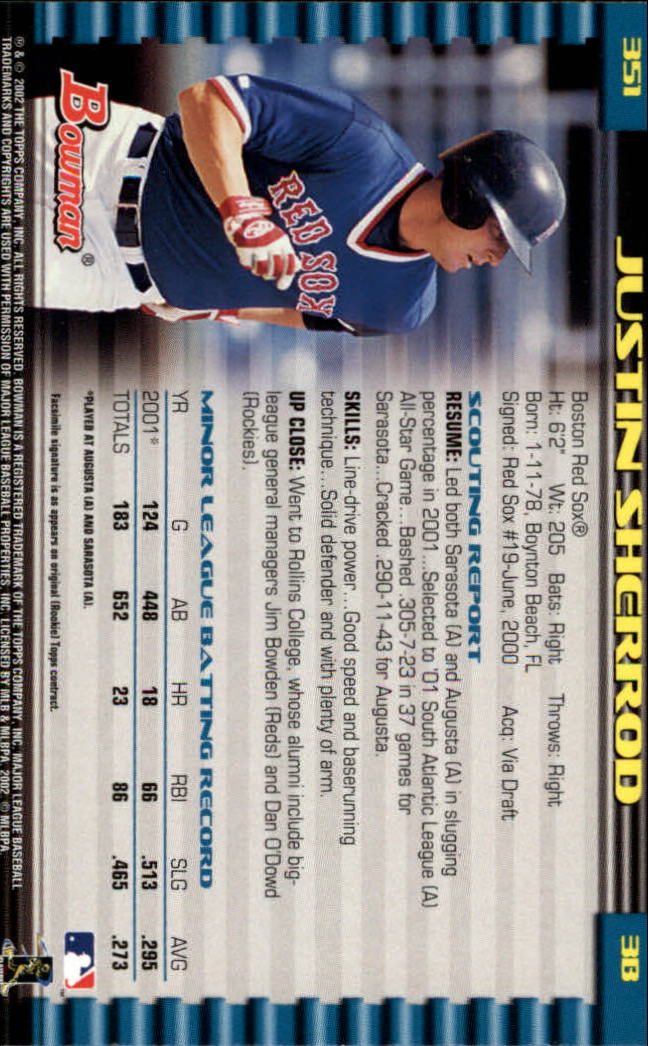 351
JUSTIN SHERROD
3B
Boston Red Sox®
Ht: 6'2" Wt: 205 Bats: Right Throws: Right
Born: 1-11-78, Boynton Beach, FL
Signed: Red Sox #19-June, 2000 Acq: Via Draft
SCOUTING REPORT
RESUME: Led both Sarasota (A) and Augusta (A) in slugging
percentage in 2001...Selected to '01 South Atlantic League (A)
All-Star Game...Bashed .305-7-23 in 37 games for
Sarasota...Cracked .290-11-43 for Augusta.
SKILLS: Line-drive power...Good speed and baserunning
technique...Solid defender and with plenty of arm.
UP CLOSE: Went to Rollins College, whose alumni include big-
league general managers Jim Bowden (Reds) and Dan O'Dowd
(Rockies).
MINOR LEAGUE BATTING RECORD
YR G AB HR RBI SLG AVG
2001* 124 448 18 66 .513 .295
TOTALS 183 652 23 86 .465 .273
*PLAYED AT AUGUSTA (A) AND SARASOTA (A).
Facsimile signature is as appears on original (Rookie) Topps contract.
RED SOX
Bowman®
® & © 2002 THE TOPPS COMPANY, INC. ALL RIGHTS RESERVED. BOWMAN IS A REGISTERED TRADEMARK OF THE TOPPS COMPANY, INC. MAJOR LEAGUE BASEBALL
TRADEMARKS AND COPYRIGHTS ARE USED WITH PERMISSION OF MAJOR LEAGUE BASEBALL PROPERTIES, INC. LICENSED BY MLB & MLBPA, 2002 © MLBPA